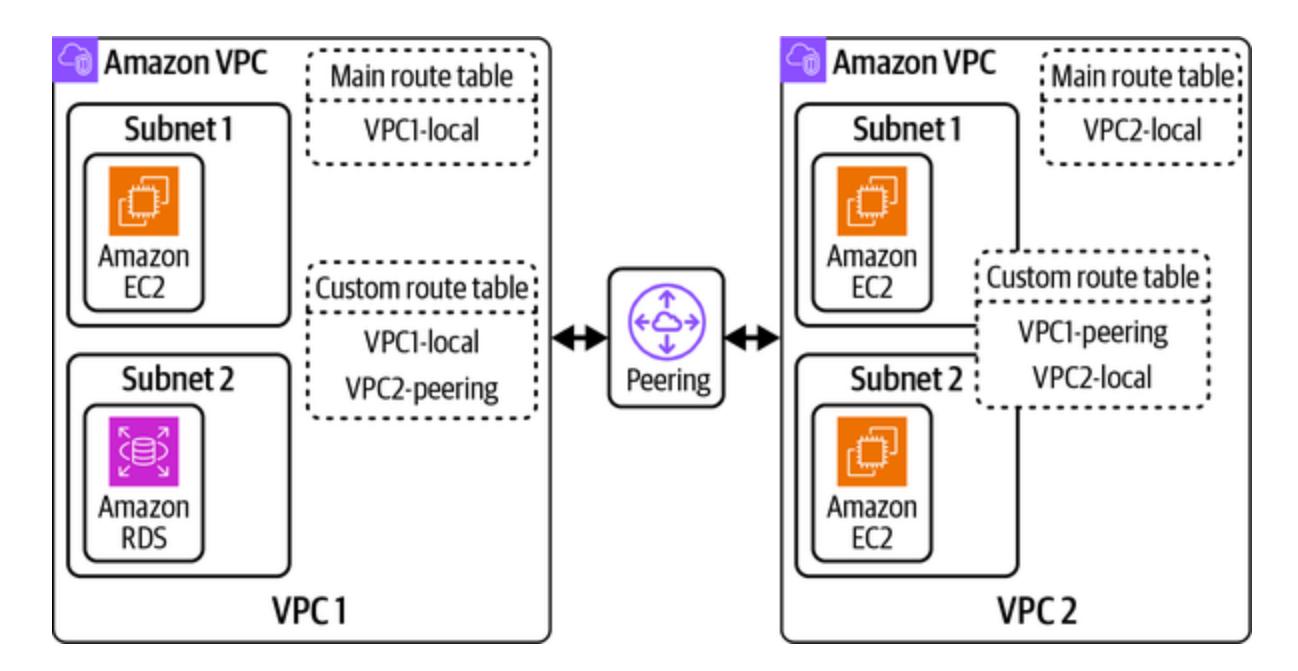 Amazon VPC
Main route table
VPC1-local
Subnet 1
Amazon
EC2
Custom route table
VPC1-local
VPC2-peering
Subnet 2
Amazon
RDS
VPC 1
Peering
Amazon VPC
Main route table
VPC2-local
Subnet 1
Amazon
EC2
Custom route table
VPC1-peering
VPC2-local
Subnet 2
Amazon
EC2
VPC 2